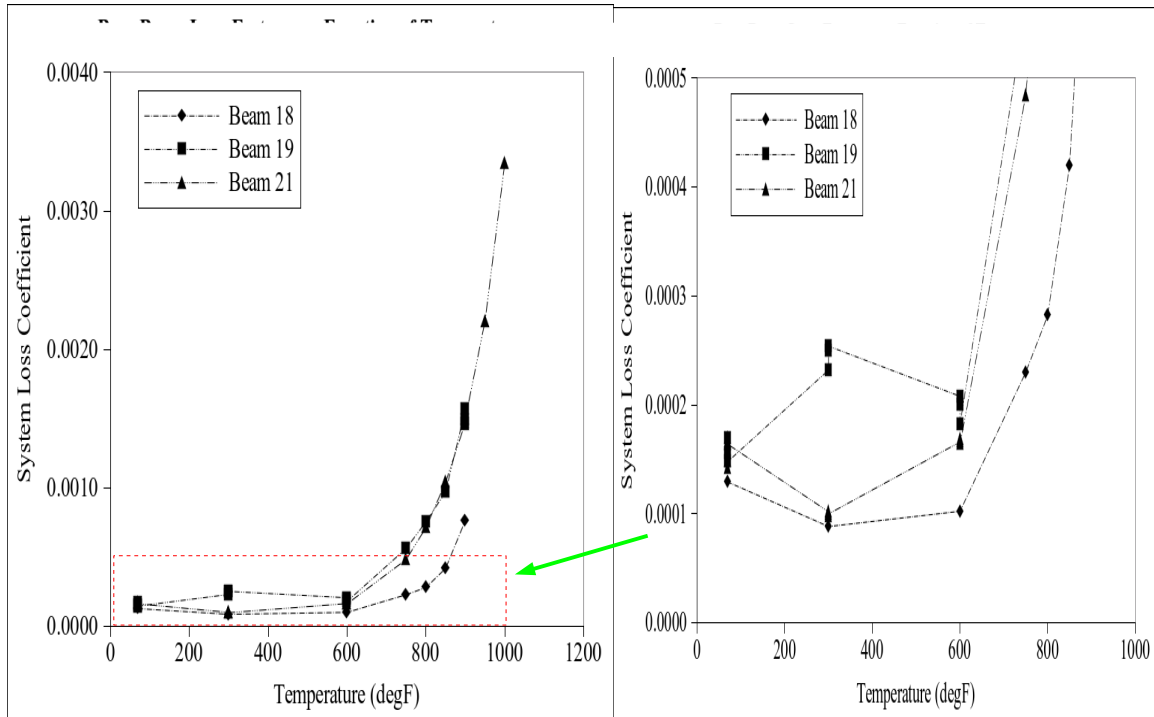 0.0040
0.0030
0.0020
0.0010
0.0000
System Loss Coefficient
Beam 18
Beam 19
Beam 21
0 200 400 600 800 1000 1200
Temperature (degF)
0.0005
0.0004
0.0003
0.0002
0.0001
0.0000
System Loss Coefficient
Beam 18
Beam 19
Beam 21
0 200 400 600 800 1000
Temperature (degF)